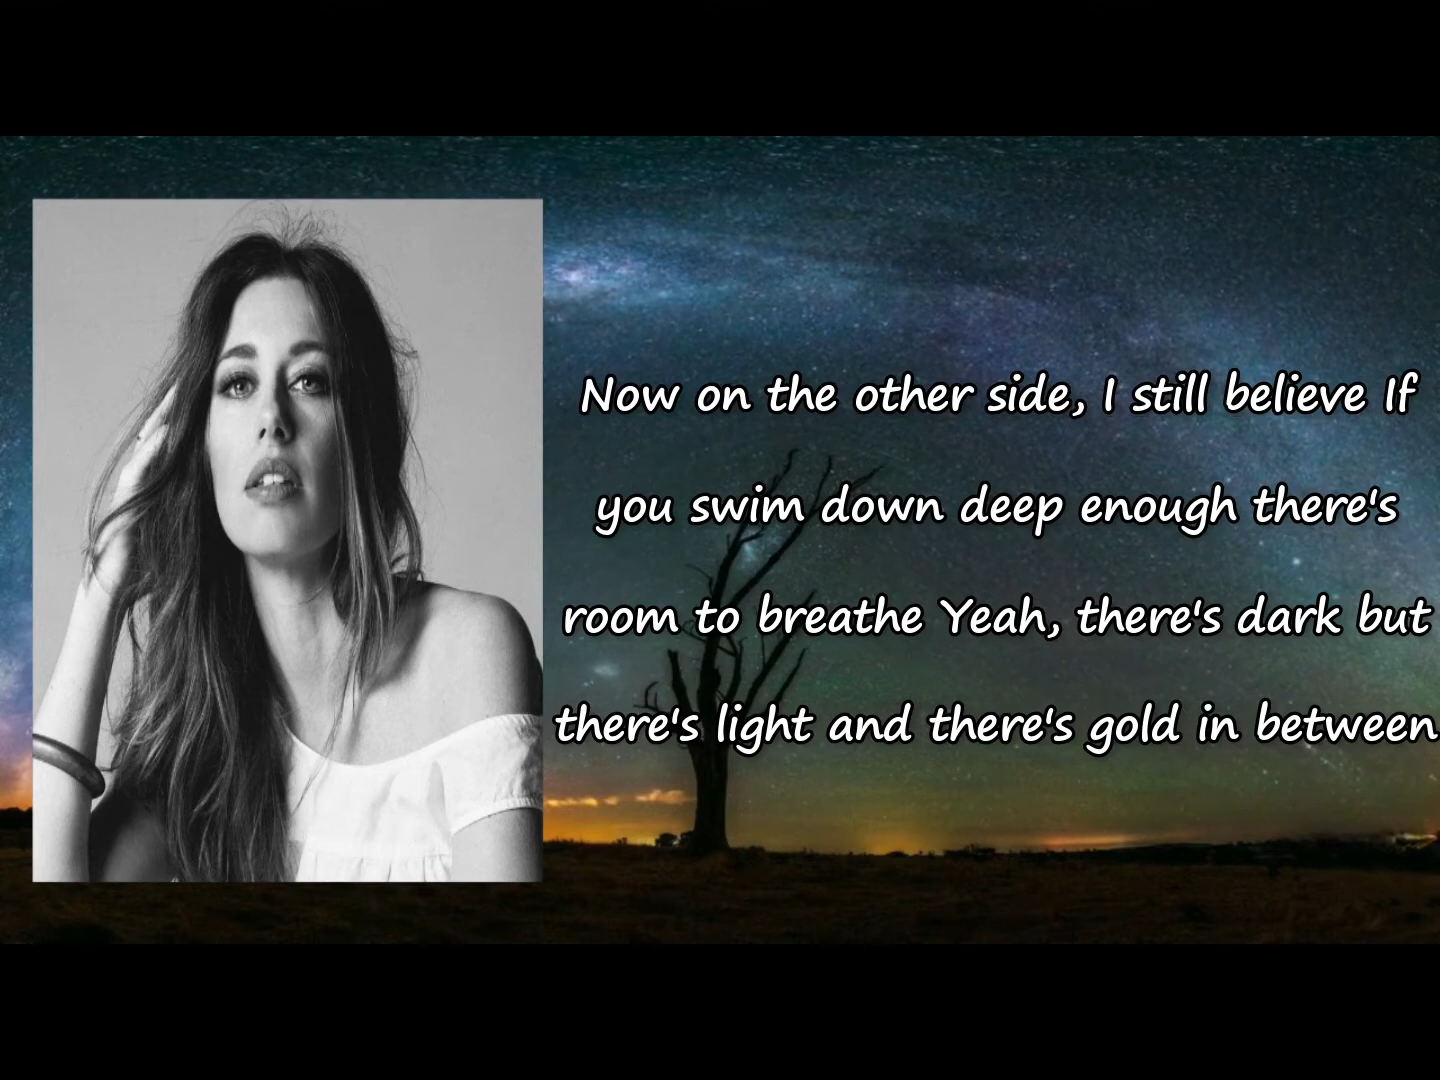 Now on the other side, I still believe If
you swim down deep enough there's
room to breathe Yeah, there's dark but
there's light and there's gold in between